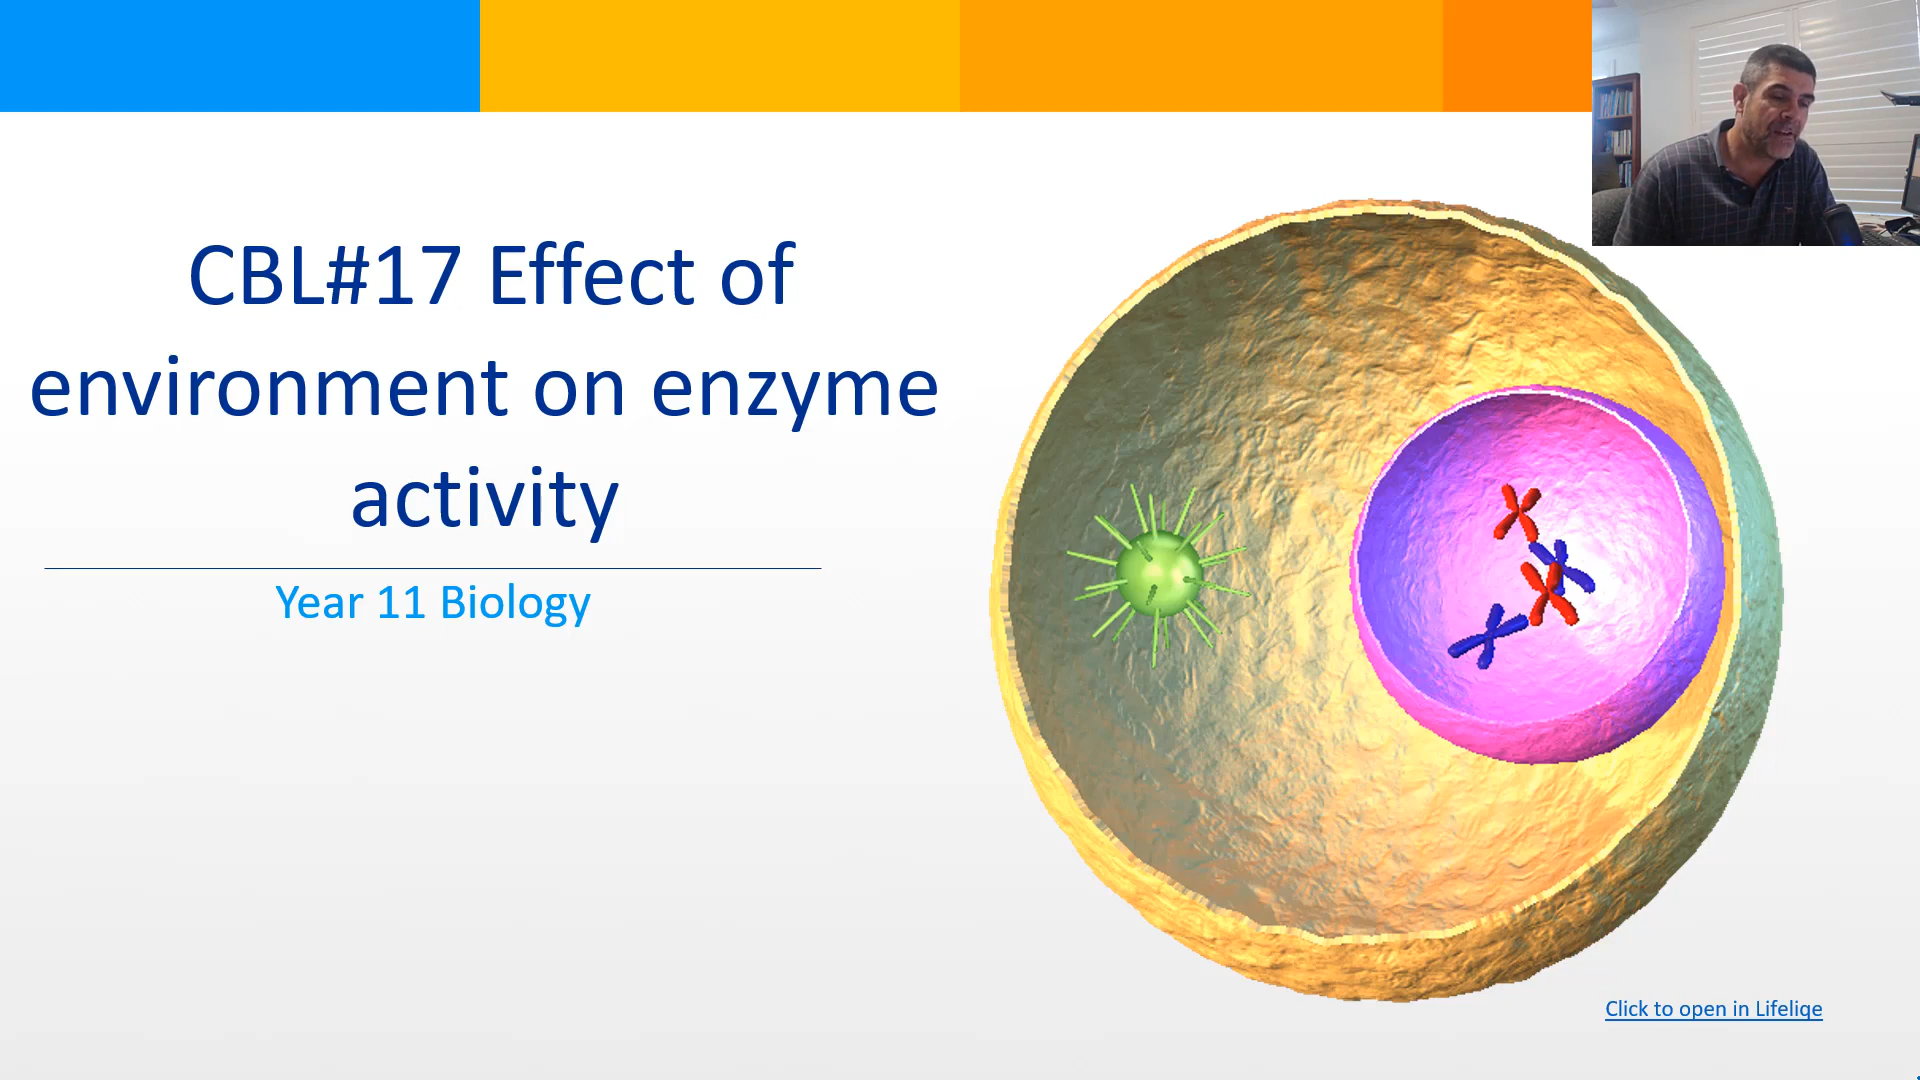 CBL#17 Effect of
environment on enzyme
activity
Year 11 Biology
Click to open in Lifeliqe